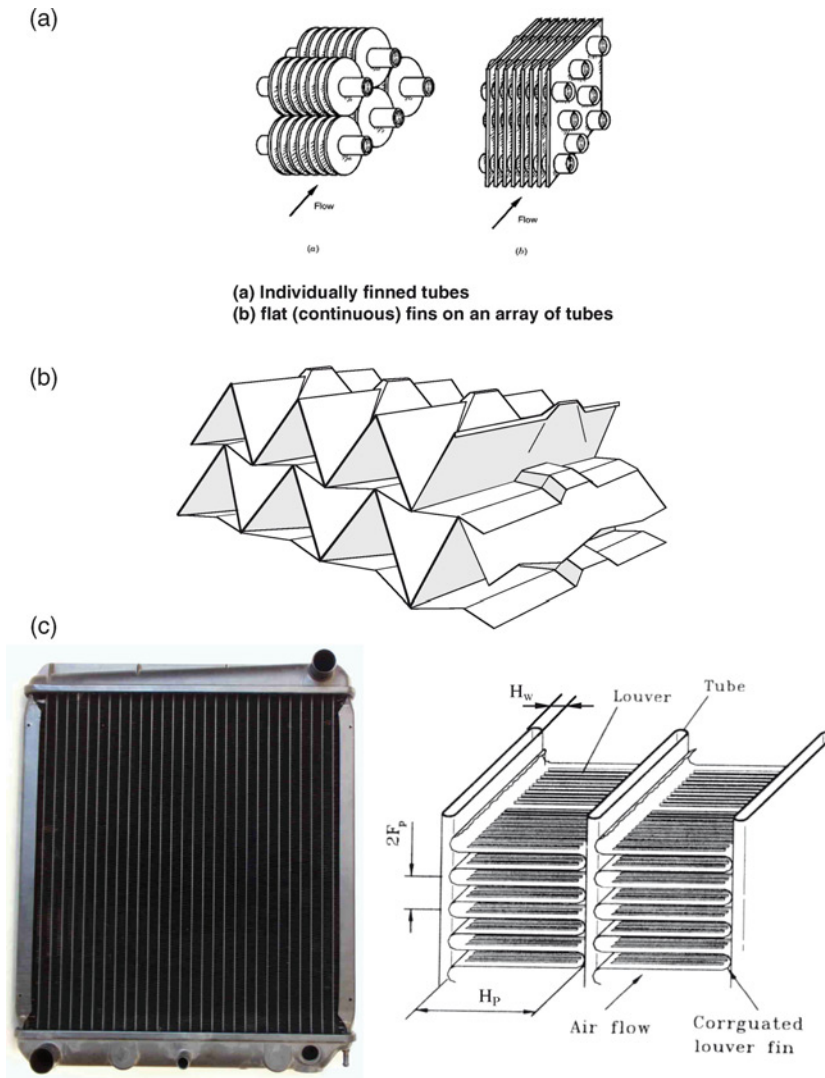 (a)
Flow
Flow
(a)
(b)
(a) Individually finned tubes
(b) flat (continuous) fins on an array of tubes
(b)
(c)
Hw
Louver
Tube
2Fp
HP
Air flow
Corrguated
louver fin